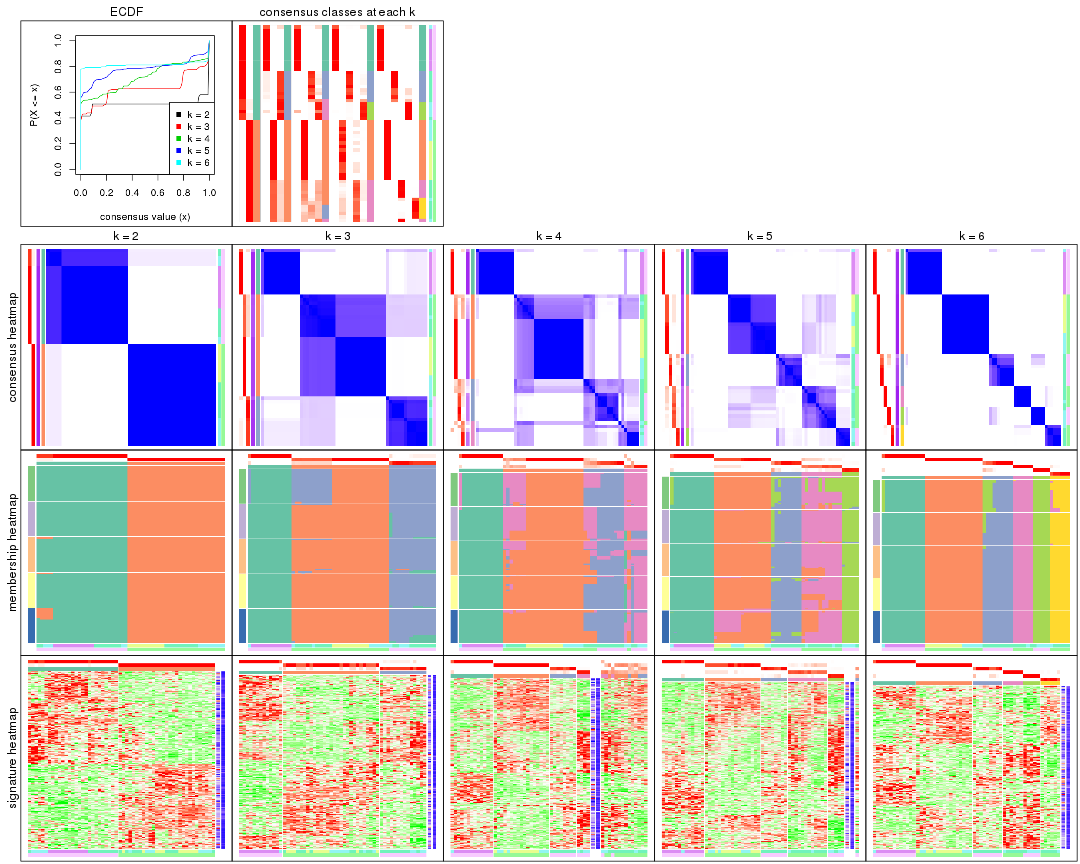 ECDF
consensus classes at each k
P(X <= x)
0.0
0.2
0.4
0.6
0.8
1.0
k = 2
k = 3
k = 4
k = 5
k = 6
0.0 0.2 0.4 0.6 0.8 1.0
consensus value (x)
k = 2
k = 3
k = 4
k = 5
k = 6
consensus heatmap
membership heatmap
signature heatmap